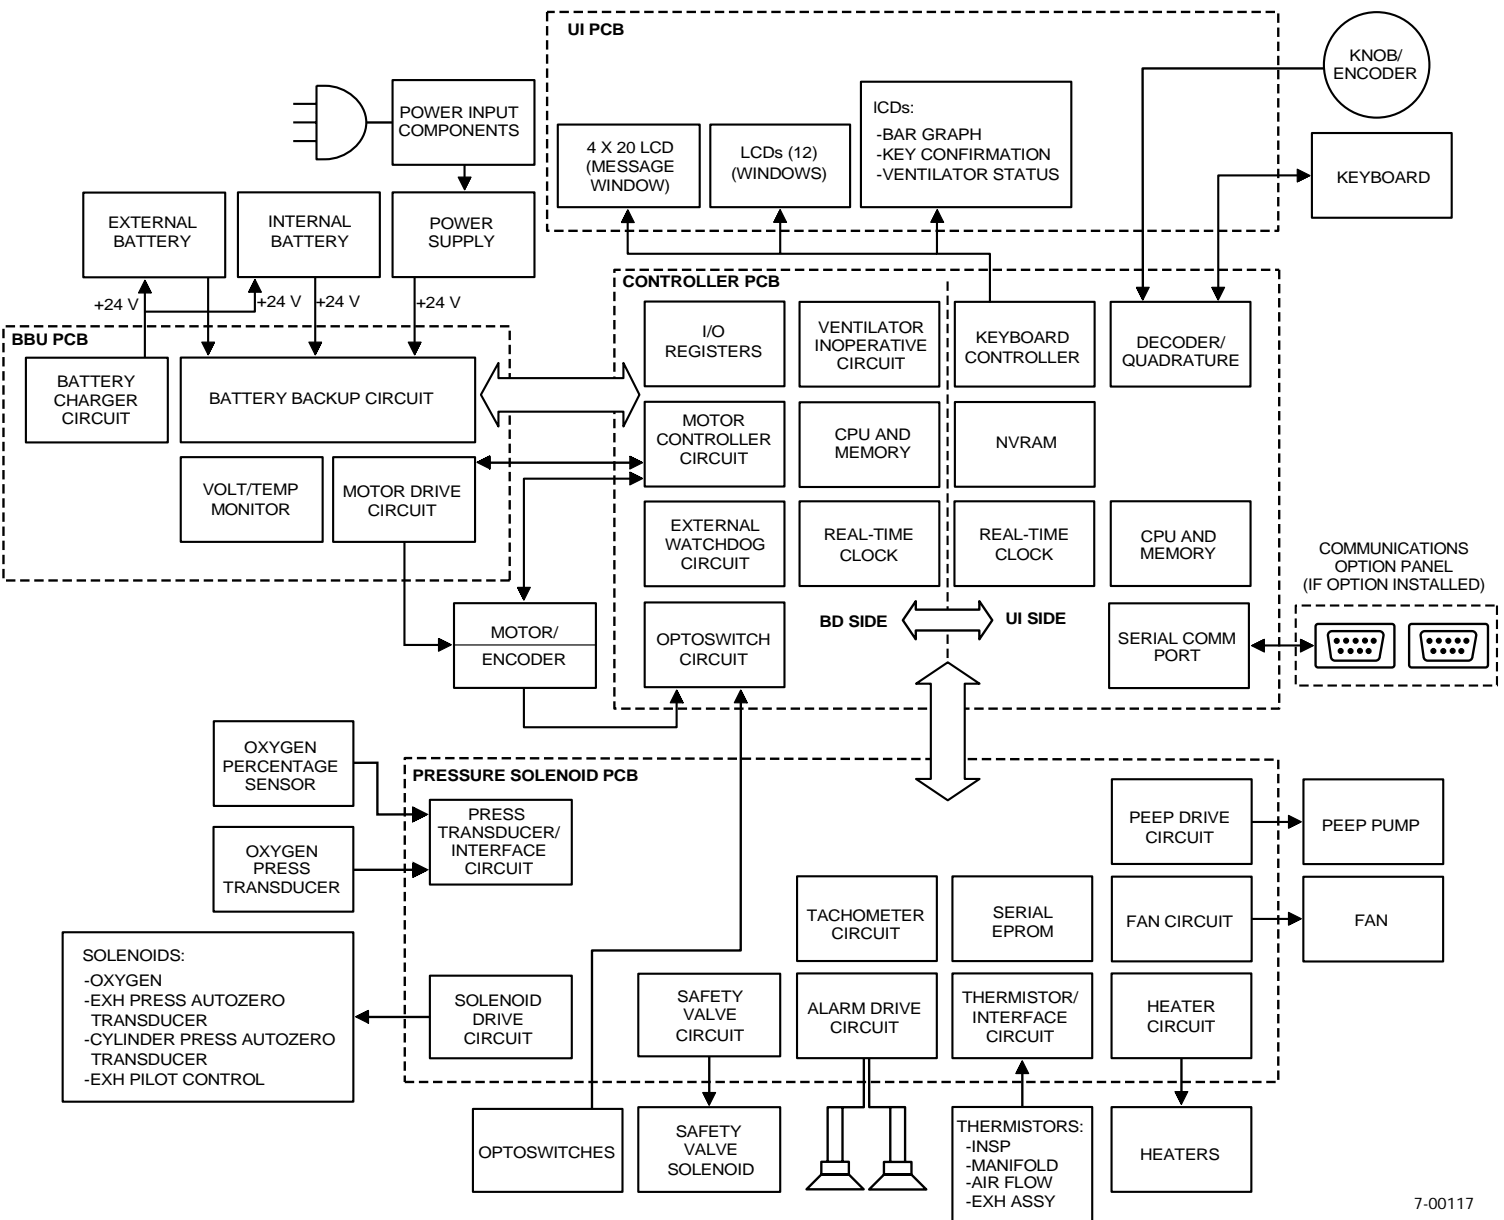 UI PCB
KNOB/
ENCODER
POWER INPUT
COMPONENTS
4 X 20 LCD
(MESSAGE
WINDOW)
LCDs (12)
(WINDOWS)
ICDs:
-BAR GRAPH
-KEY CONFIRMATION
-VENTILATOR STATUS
KEYBOARD
EXTERNAL
BATTERY
INTERNAL
BATTERY
POWER
SUPPLY
+24 V
+24 V
+24 V
+24 V
BBU PCB
BATTERY
CHARGER
CIRCUIT
BATTERY BACKUP CIRCUIT
VOLT/TEMP
MONITOR
MOTOR DRIVE
CIRCUIT
CONTROLLER PCB
I/O
REGISTERS
VENTILATOR
INOPERATIVE
CIRCUIT
KEYBOARD
CONTROLLER
DECODER/
QUADRATURE
MOTOR
CONTROLLER
CIRCUIT
CPU AND
MEMORY
NVRAM
EXTERNAL
WATCHDOG
CIRCUIT
REAL-TIME
CLOCK
REAL-TIME
CLOCK
CPU AND
MEMORY
COMMUNICATIONS
OPTION PANEL
(IF OPTION INSTALLED)
MOTOR/
ENCODER
OPTOSWITCH
CIRCUIT
BD SIDE
UI SIDE
SERIAL COMM
PORT
OXYGEN
PERCENTAGE
SENSOR
OXYGEN
PRESS
TRANSDUCER
PRESSURE SOLENOID PCB
PRESS
TRANSDUCER/
INTERFACE
CIRCUIT
PEEP DRIVE
CIRCUIT
PEEP PUMP
TACHOMETER
CIRCUIT
SERIAL
EPROM
FAN CIRCUIT
FAN
SOLENOIDS:
-OXYGEN
-EXH PRESS AUTOZERO
TRANSDUCER
-CYLINDER PRESS AUTOZERO
TRANSDUCER
-EXH PILOT CONTROL
SOLENOID
DRIVE
CIRCUIT
SAFETY
VALVE
CIRCUIT
ALARM DRIVE
CIRCUIT
THERMISTOR/
INTERFACE
CIRCUIT
HEATER
CIRCUIT
OPTOSWITCHES
SAFETY
VALVE
SOLENOID
THERMISTORS:
-INSP
-MANIFOLD
-AIR FLOW
-EXH ASSY
HEATERS
7-00117